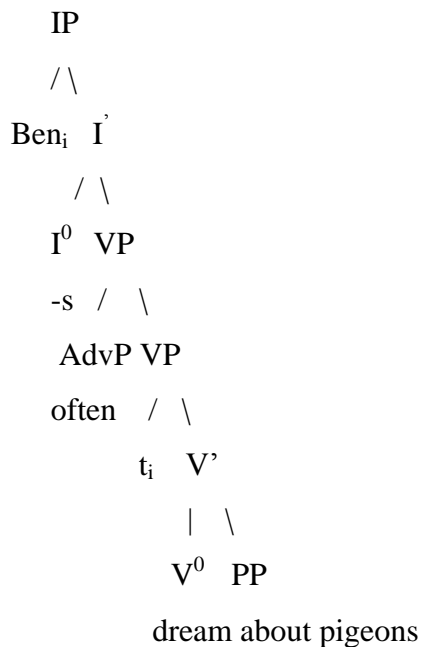 IP
/ \
Benᵢ I'
/ \
I⁰ VP
-s / \
AdvP VP
often / \
tᵢ V’
| \
V⁰ PP
dream about pigeons